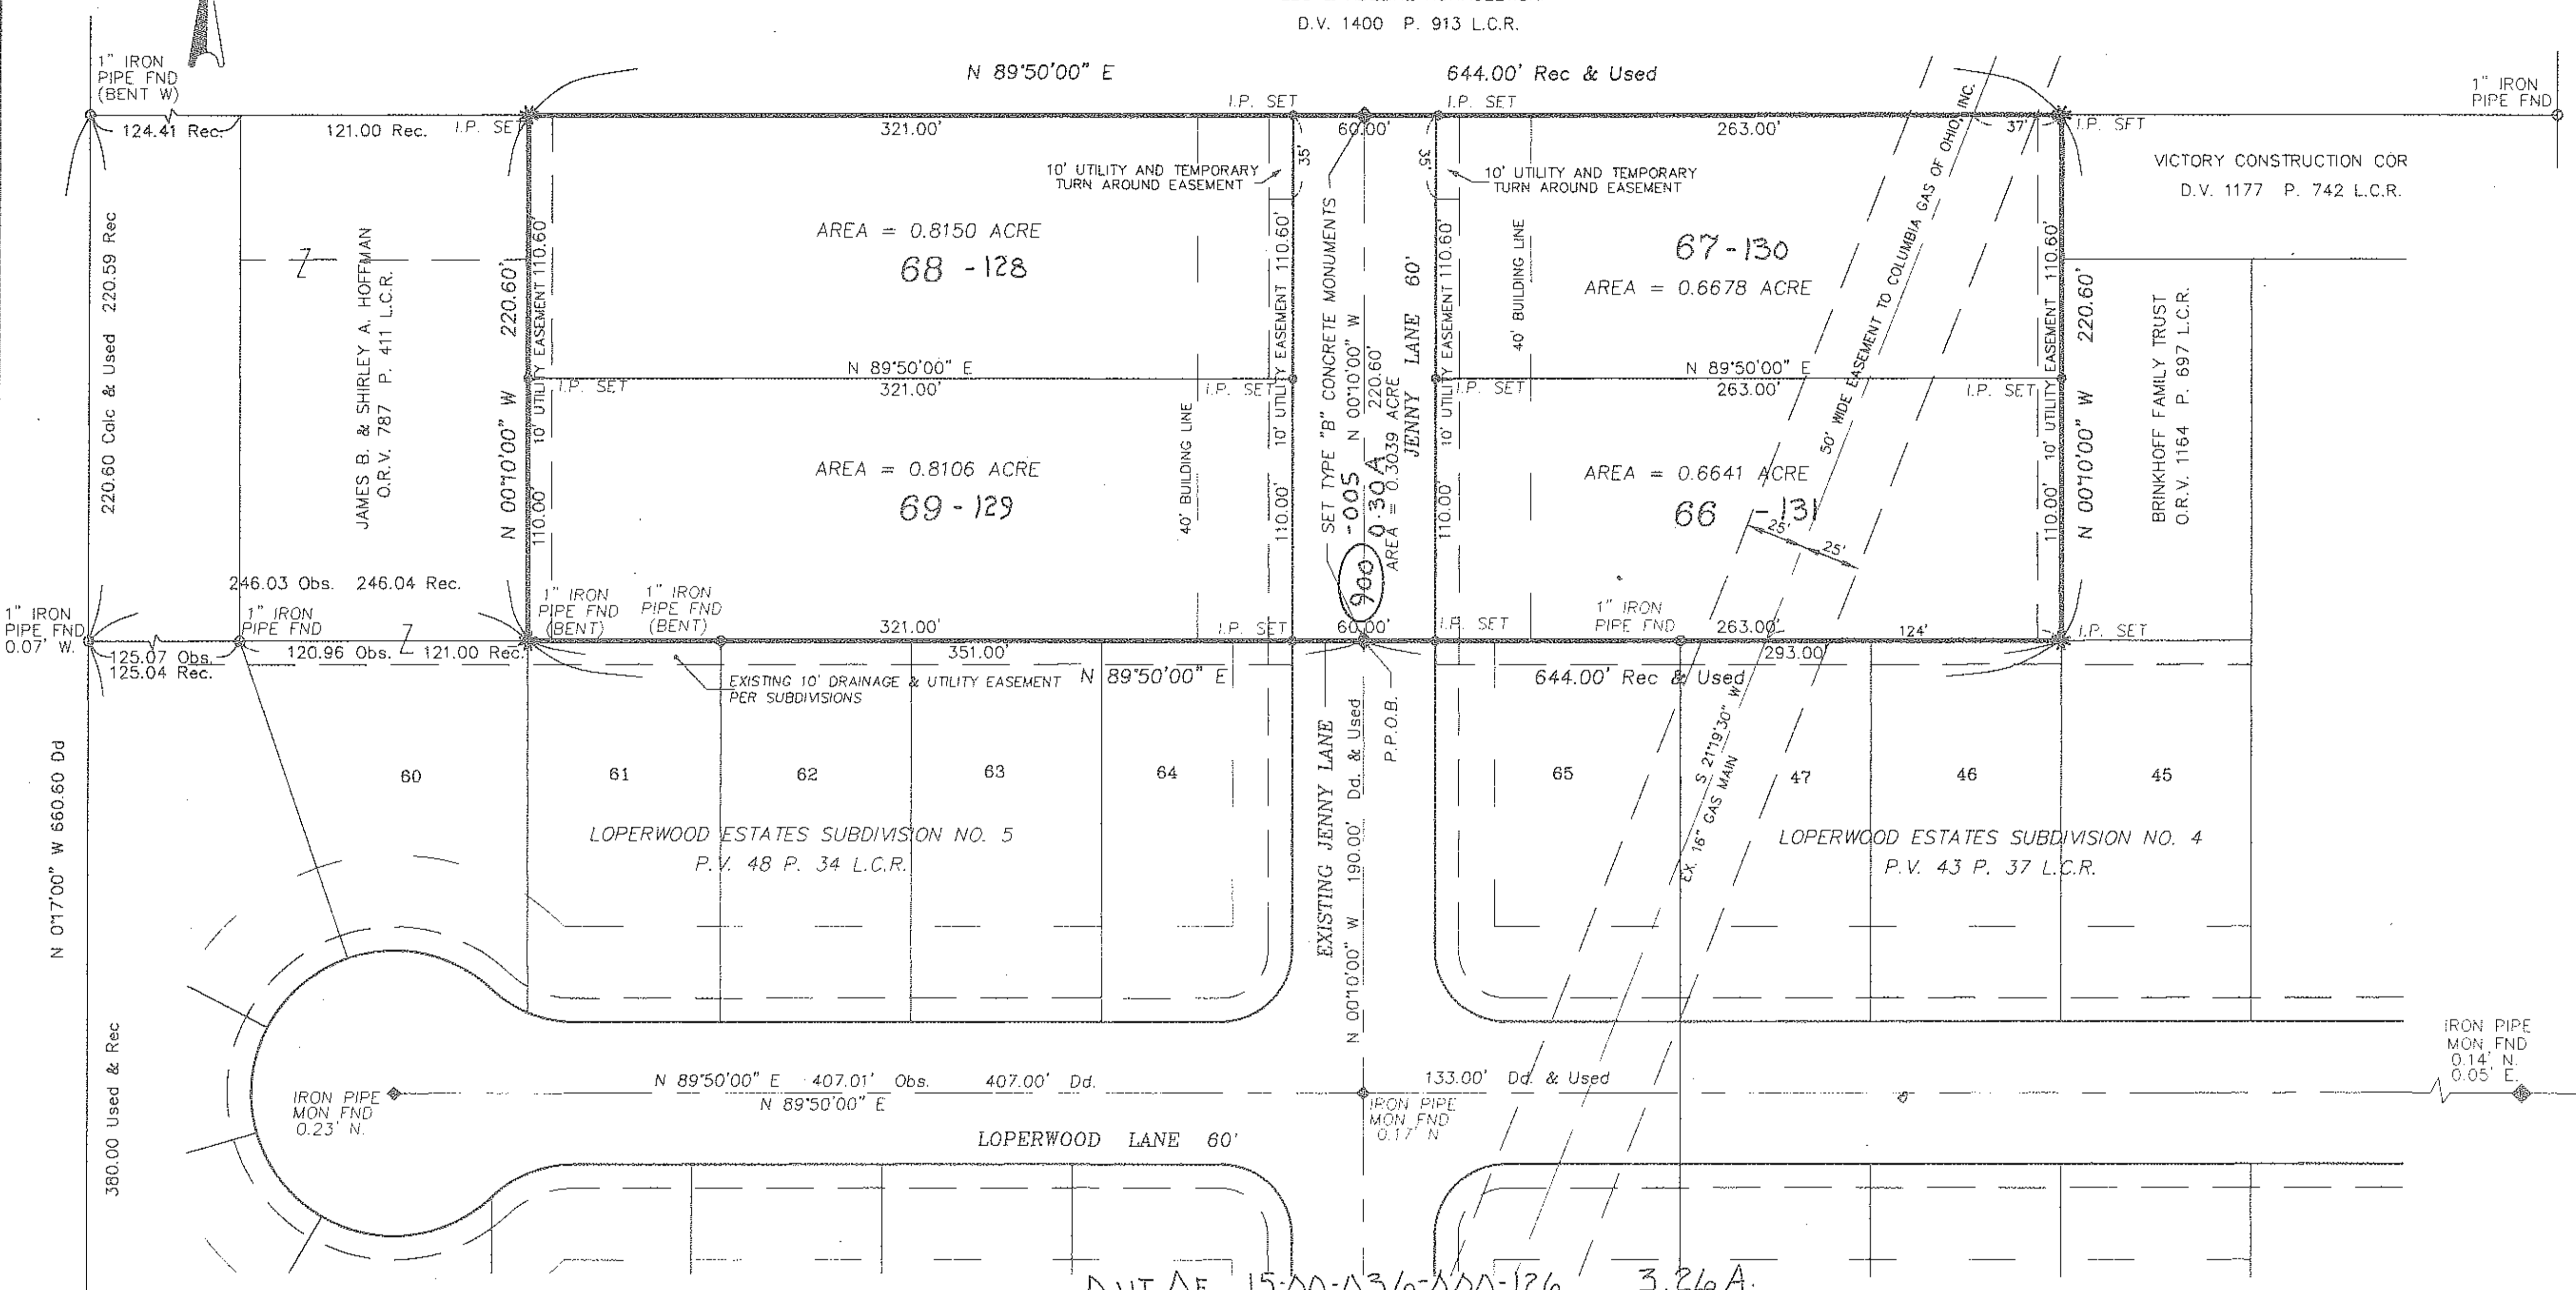 D.V. 1400 P. 913 L.C.R.
1" IRON
PIPE FND
(BENT W)
N 89°50'00" E
644.00' Rec & Used
1" IRON
PIPE FND
124.41 Rec.
121.00 Rec.
I.P. SET
321.00'
I.P. SET
60.00'
I.P. SET
263.00'
37'
I.P. SET
VICTORY CONSTRUCTION COR
D.V. 1177 P. 742 L.C.R.
10' UTILITY AND TEMPORARY
TURN AROUND EASEMENT
35'
35'
10' UTILITY AND TEMPORARY
TURN AROUND EASEMENT
220.60 Calc & Used 220.59 Rec
JAMES B. & SHIRLEY A. HOFFMAN
O.R.V. 787 P. 411 L.C.R.
N 00°10'00" W 220.60'
10' UTILITY EASEMENT 110.60'
110.00'
AREA = 0.8150 ACRE
68 -128
N 89°50'00" E
321.00'
I.P. SET
I.P. SET
AREA = 0.8106 ACRE
69 - 129
40' BUILDING LINE
10' UTILITY EASEMENT 110.60'
110.00'
SET TYPE "B" CONCRETE MONUMENTS
N 00°10'00" W
220.60'
900 -005
0.30 A
AREA = 0.3039 ACRE
JENNY LANE 60'
10' UTILITY EASEMENT 110.60'
110.00'
40' BUILDING LINE
67-130
AREA = 0.6678 ACRE
N 89°50'00" E
263.00'
I.P. SET
I.P. SET
AREA = 0.6641 ACRE
66 -131
25'
25'
50' WIDE EASEMENT TO COLUMBIA GAS OF OHIO, INC.
10' UTILITY EASEMENT 110.60'
110.00'
N 00°10'00" W 220.60'
BRINKHOFF FAMILY TRUST
O.R.V. 1164 P. 697 L.C.R.
246.03 Obs. 246.04 Rec.
1" IRON
PIPE FND
0.07' W.
1" IRON
PIPE FND
1" IRON
PIPE FND
(BENT)
1" IRON
PIPE FND
(BENT)
321.00'
I.P. SET
60.00'
I.P. SET
1" IRON
PIPE FND
263.00'
124'
I.P. SET
125.07 Obs.
125.04 Rec.
120.96 Obs.
121.00 Rec.
351.00'
293.00'
EXISTING 10' DRAINAGE & UTILITY EASEMENT
PER SUBDIVISIONS
N 89°50'00" E
644.00' Rec & Used
P.P.O.B.
N 0°17'00" W 660.60 Dd
60
61
62
63
64
65
47
46
45
EXISTING JENNY LANE
N 00°10'00" W 190.00' Dd. & Used
S 21°19'30" W
EX. 16" GAS MAIN
LOPERWOOD ESTATES SUBDIVISION NO. 5
P.V. 48 P. 34 L.C.R.
LOPERWOOD ESTATES SUBDIVISION NO. 4
P.V. 43 P. 37 L.C.R.
380.00 Used & Rec
IRON PIPE
MON FND
0.23' N.
N 89°50'00" E 407.01' Obs. 407.00' Dd.
N 89°50'00" E
133.00' Dd. & Used
IRON PIPE
MON FND
0.17' N
IRON PIPE
MON FND
0.14' N.
0.05' E.
LOPERWOOD LANE 60'
OUT OF 15-00-036-000-126 3.26 A.